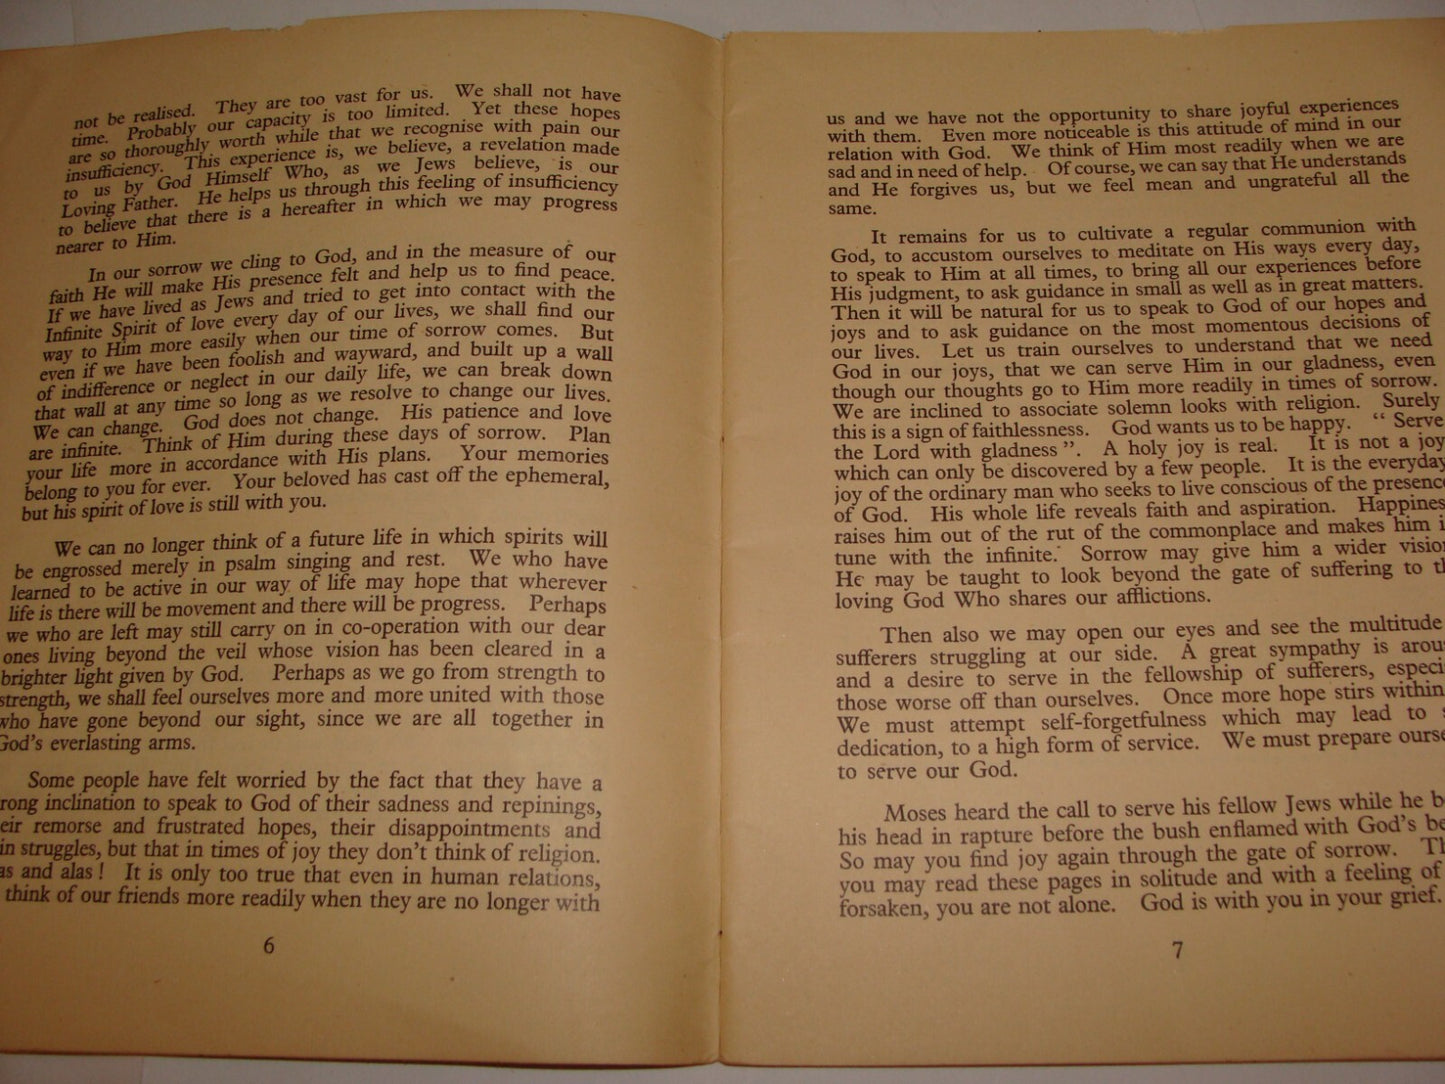 not be realised. They are too vast for us. We shall not have
time. Probably our capacity is too limited. Yet these hopes
are so thoroughly worth while that we recognise with pain our
insufficiency. This experience is, we believe, a revelation made
to us by God Himself Who, as we Jews believe, is our
Loving Father. He helps us through this feeling of insufficiency
to believe that there is a hereafter in which we may progress
nearer to Him.
In our sorrow we cling to God, and in the measure of our
faith He will make His presence felt and help us to find peace.
If we have lived as Jews and tried to get into contact with the
Infinite Spirit of love every day of our lives, we shall find our
way to Him more easily when our time of sorrow comes. But
even if we have been foolish and wayward, and built up a wall
of indifference or neglect in our daily life, we can break down
that wall at any time so long as we resolve to change our lives.
We can change. God does not change. His patience and love
are infinite. Think of Him during these days of sorrow. Plan
your life more in accordance with His plans. Your memories
belong to you for ever. Your beloved has cast off the ephemeral,
but his spirit of love is still with you.
We can no longer think of a future life in which spirits will
be engrossed merely in psalm singing and rest. We who have
learned to be active in our way of life may hope that wherever
life is there will be movement and there will be progress. Perhaps
we who are left may still carry on in co-operation with our dear
ones living beyond the veil whose vision has been cleared in a
brighter light given by God. Perhaps as we go from strength to
strength, we shall feel ourselves more and more united with those
who have gone beyond our sight, since we are all together in
God's everlasting arms.
Some people have felt worried by the fact that they have a
rong inclination to speak to God of their sadness and repinings,
eir remorse and frustrated hopes, their disappointments and
in struggles, but that in times of joy they don't think of religion.
as and alas! It is only too true that even in human relations,
think of our friends more readily when they are no longer with
6
us and we have not the opportunity to share joyful experiences
with them. Even more noticeable is this attitude of mind in our
relation with God. We think of Him most readily when we are
sad and in need of help. Of course, we can say that He understands
and He forgives us, but we feel mean and ungrateful all the
same.
It remains for us to cultivate a regular communion with
God, to accustom ourselves to meditate on His ways every day,
to speak to Him at all times, to bring all our experiences before
His judgment, to ask guidance in small as well as in great matters.
Then it will be natural for us to speak to God of our hopes and
joys and to ask guidance on the most momentous decisions of
our lives. Let us train ourselves to understand that we need
God in our joys, that we can serve Him in our gladness, even
though our thoughts go to Him more readily in times of sorrow.
We are inclined to associate solemn looks with religion. Surely
this is a sign of faithlessness. God wants us to be happy. "Serve
the Lord with gladness". A holy joy is real. It is not a joy
which can only be discovered by a few people. It is the everyday
joy of the ordinary man who seeks to live conscious of the presenc
of God. His whole life reveals faith and aspiration. Happines
raises him out of the rut of the commonplace and makes him i
tune with the infinite. Sorrow may give him a wider visio
He may be taught to look beyond the gate of suffering to th
loving God Who shares our afflictions.
Then also we may open our eyes and see the multitude
sufferers struggling at our side. A great sympathy is arou
and a desire to serve in the fellowship of sufferers, especi
those worse off than ourselves. Once more hope stirs within
We must attempt self-forgetfulness which may lead to s
dedication, to a high form of service. We must prepare ourse
to serve our God.
Moses heard the call to serve his fellow Jews while he b
his head in rapture before the bush enflamed with God's be
So may you find joy again through the gate of sorrow. Th
you may read these pages in solitude and with a feeling of
forsaken, you are not alone. God is with you in your grief.
7